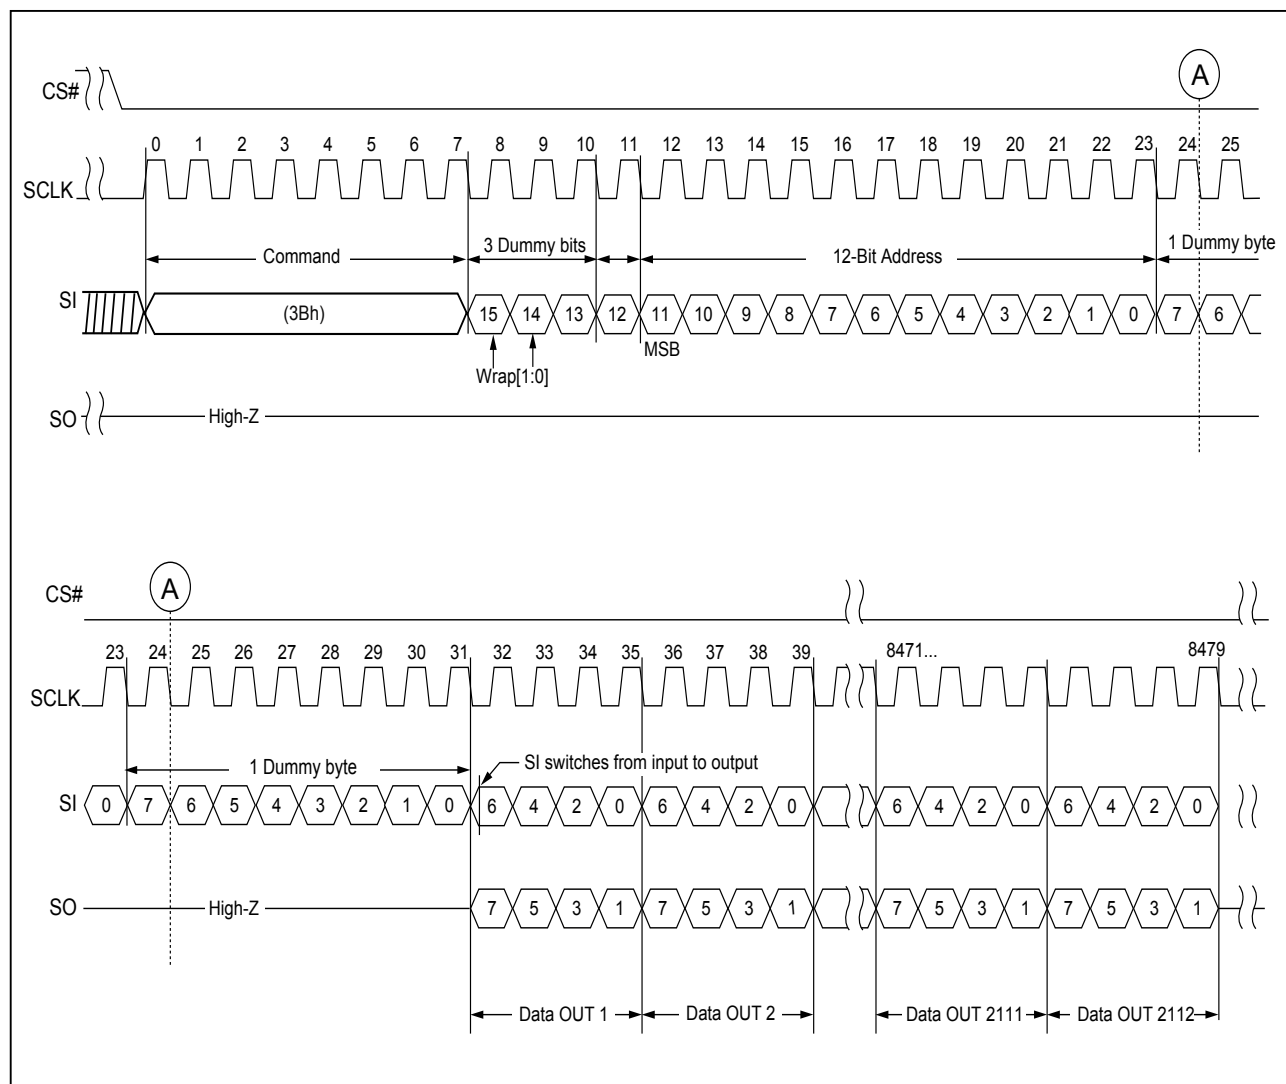 CS#
A
0 1 2 3 4 5 6 7 8 9 10 11 12 13 14 15 16 17 18 19 20 21 22 23 24 25
SCLK
Command 3 Dummy bits 12-Bit Address 1 Dummy byte
SI (3Bh) 15 14 13 12 11 10 9 8 7 6 5 4 3 2 1 0 7 6
MSB
Wrap[1:0]
SO High-Z
A
CS#
23 24 25 26 27 28 29 30 31 32 33 34 35 36 37 38 39 8471... 8479
SCLK
1 Dummy byte SI switches from input to output
SI 0 7 6 5 4 3 2 1 0 6 4 2 0 6 4 2 0 6 4 2 0 6 4 2 0
SO High-Z 7 5 3 1 7 5 3 1 7 5 3 1 7 5 3 1
Data OUT 1 Data OUT 2 Data OUT 2111 Data OUT 2112